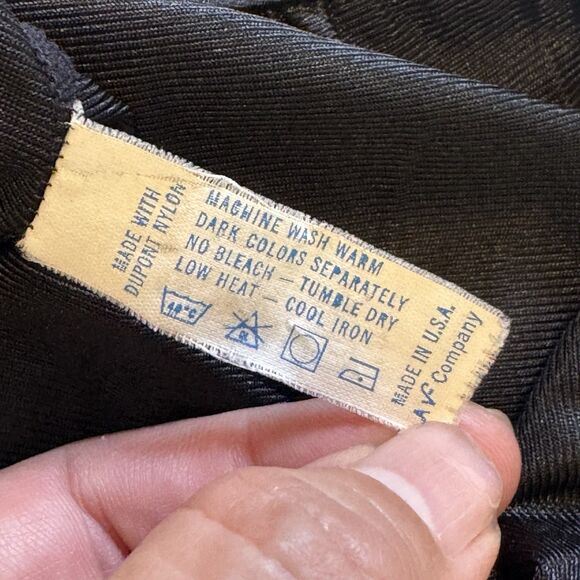 MADE WITH
DUPONT NYLON
MACHINE WASH WARM
DARK COLORS SEPARATELY
NO BLEACH — TUMBLE DRY
LOW HEAT — COOL IRON
40°C
MADE IN U.S.A.
A VF Company